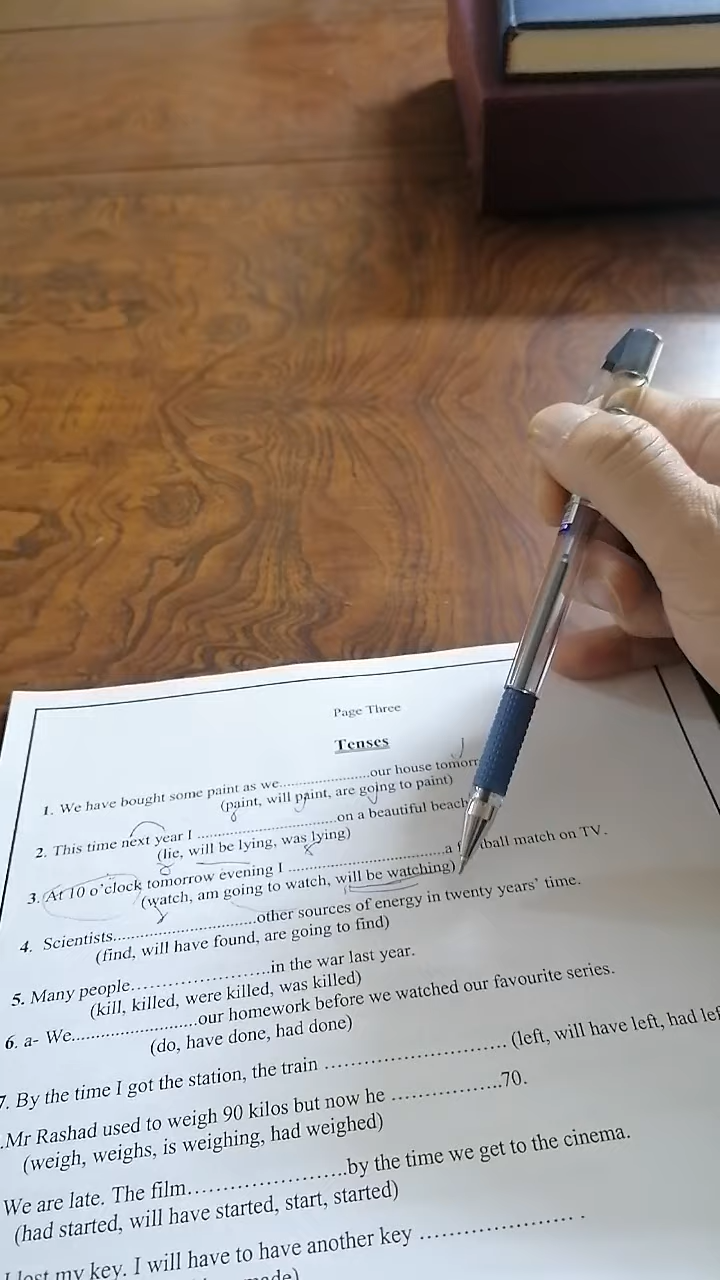 Page Three
Tenses
1. We have bought some paint as we......................our house
(paint, will paint, are going to paint)
2. This time next year I ..................................on a beautiful beach
(lie, will be lying, was lying)
3. At 10 o'clock tomorrow evening I ......................................a ball match on TV.
(watch, am going to watch, will be watching)
4. Scientists...................................other sources of energy in twenty years' time.
(find, will have found, are going to find)
5. Many people........................in the war last year.
(kill, killed, were killed, was killed)
6. a- We..............................our homework before we watched our favourite series.
(do, have done, had done)
7. By the time I got the station, the train .................................. (left, will have left, had
.Mr Rashad used to weigh 90 kilos but now he ..................70.
(weigh, weighs, is weighing, had weighed)
We are late. The film.........................by the time we get to the cinema.
(had started, will have started, start, started)
I lost my key. I will have to have another key ........................ .